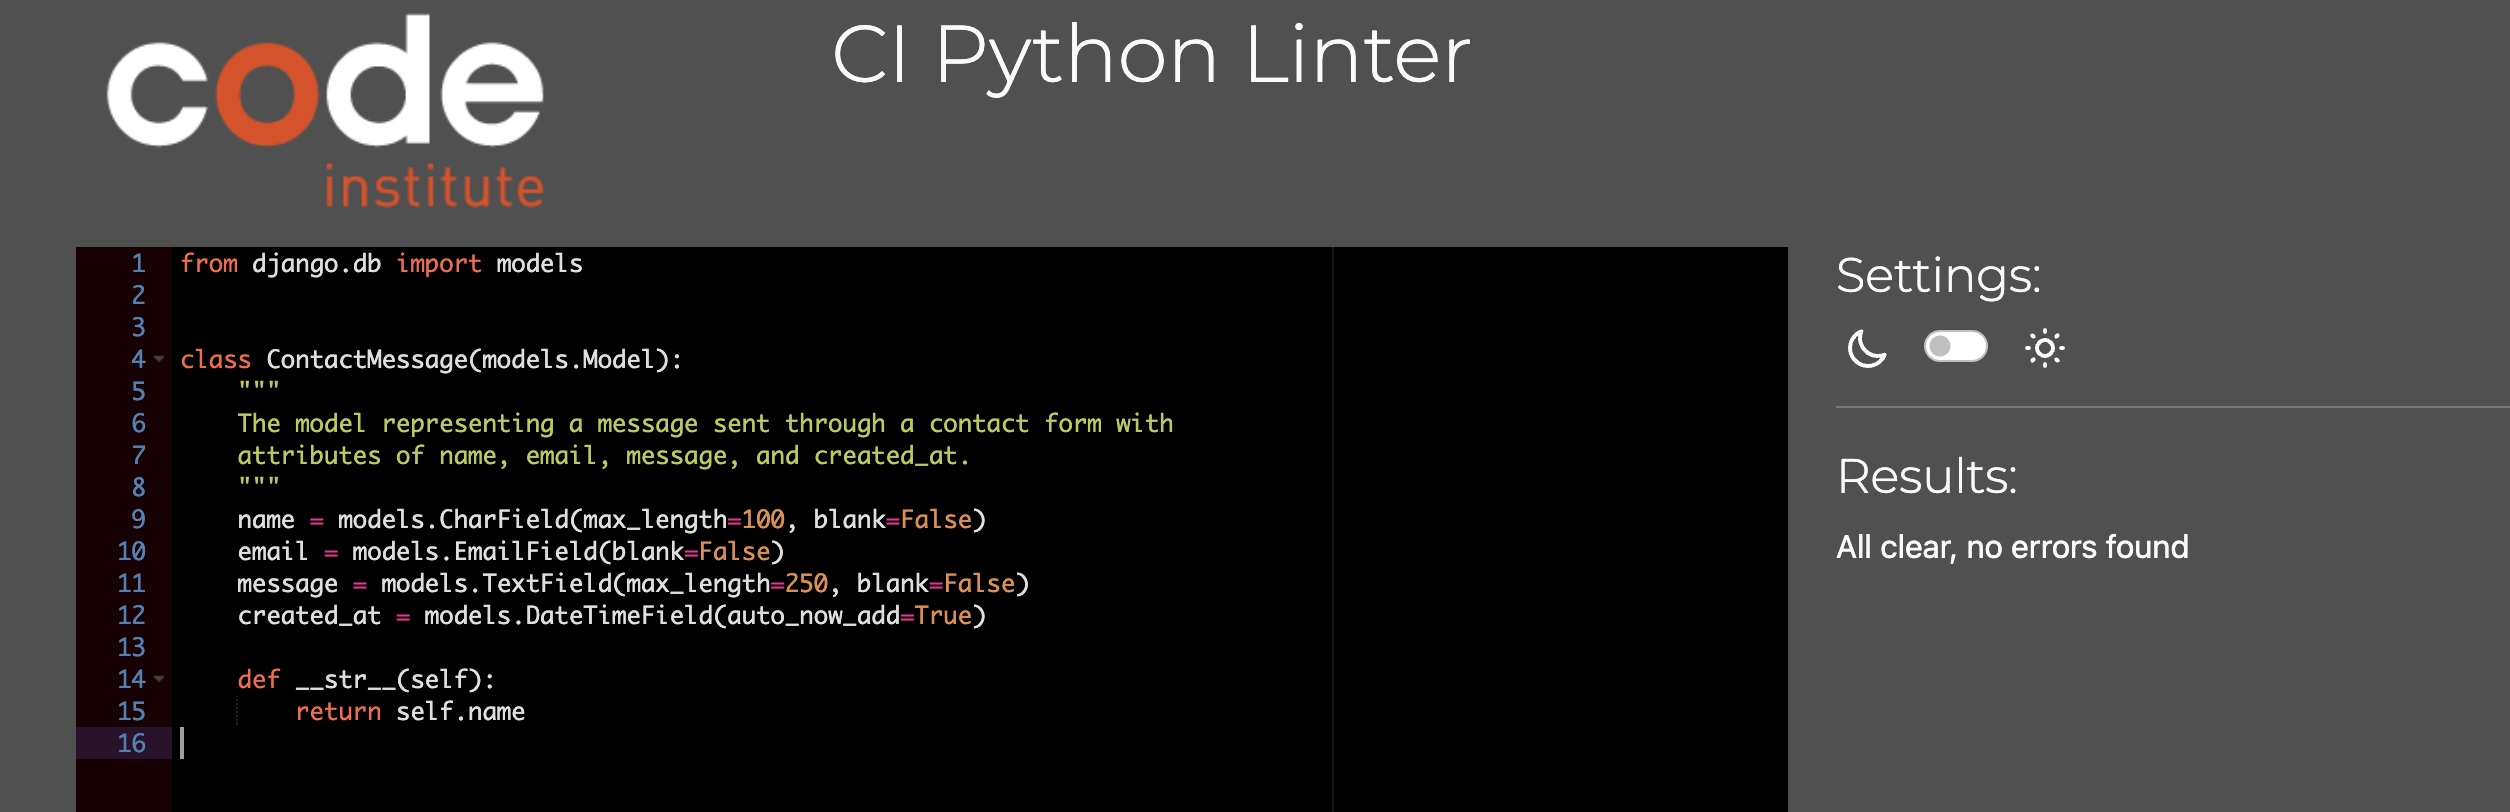 code
institute
CI Python Linter
1 from django.db import models
2
3
4 class ContactMessage(models.Model):
5     """
6     The model representing a message sent through a contact form with
7     attributes of name, email, message, and created_at.
8     """
9     name = models.CharField(max_length=100, blank=False)
10     email = models.EmailField(blank=False)
11     message = models.TextField(max_length=250, blank=False)
12     created_at = models.DateTimeField(auto_now_add=True)
13
14     def __str__(self):
15         return self.name
16
Settings:
Results:
All clear, no errors found